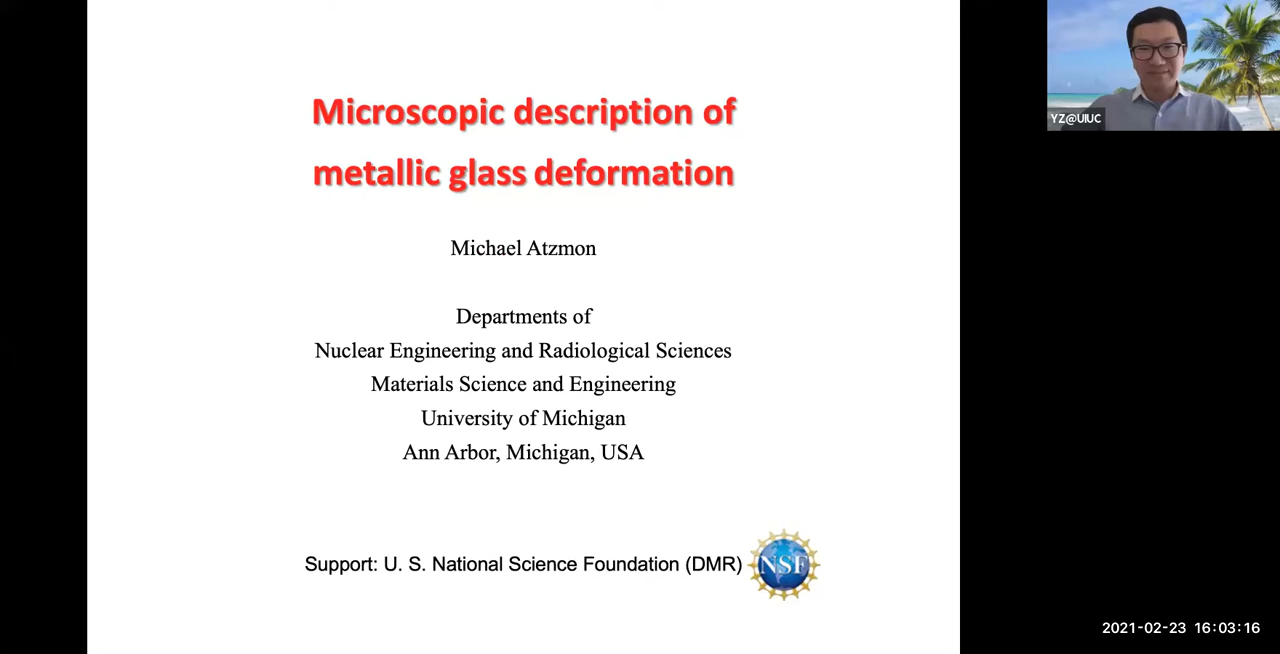 Microscopic description of
metallic glass deformation
Michael Atzmon
Departments of
Nuclear Engineering and Radiological Sciences
Materials Science and Engineering
University of Michigan
Ann Arbor, Michigan, USA
Support: U. S. National Science Foundation (DMR)
NSF
YZ@UIUC
2021-02-23 16:03:16